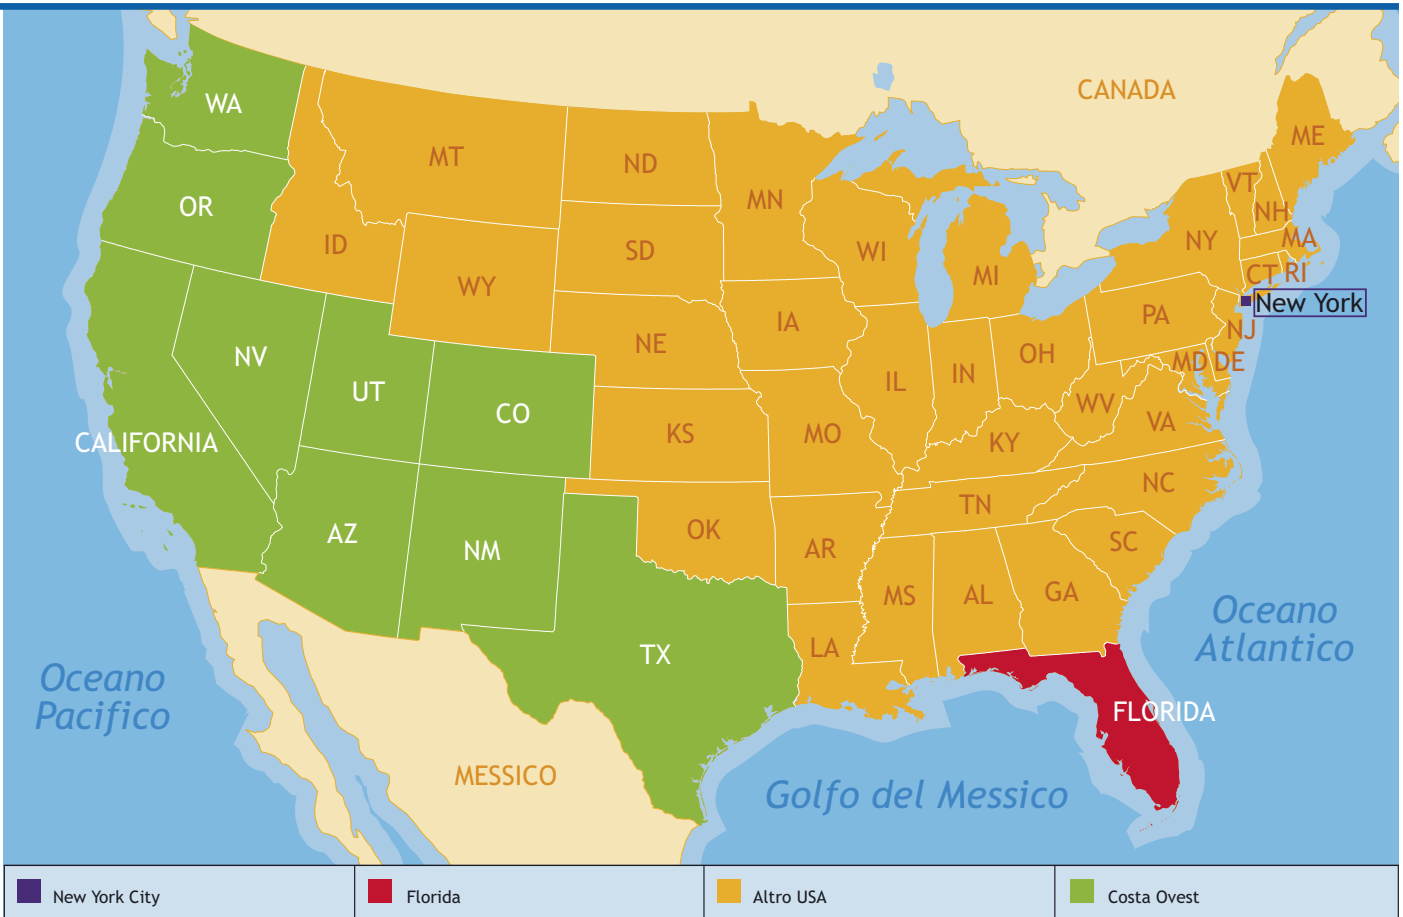 CANADA
WA
ME
MT
ND
VT
MN
NH
OR
ID
SD
WI
NY
MA
WY
MI
CT RI
New York
IA
PA
NJ
NV
NE
OH
MD DE
UT
IL
IN
CO
WV
VA
CALIFORNIA
KS
MO
KY
NC
TN
AZ
OK
NM
AR
SC
MS
AL
GA
Oceano
Atlantico
TX
LA
Oceano
Pacifico
FLORIDA
MESSICO
Golfo del Messico
New York City
Florida
Altro USA
Costa Ovest